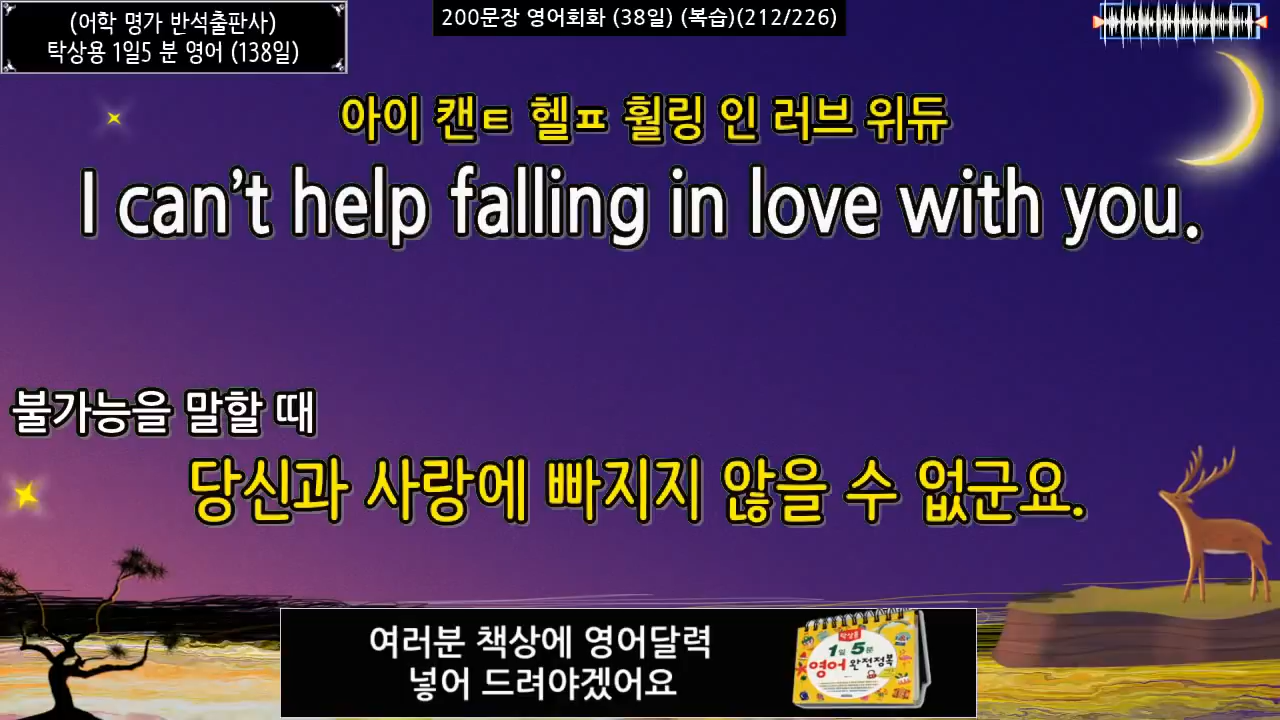 (어학 명가 반석출판사)
탁상용 1일5 분 영어 (138일)
200문장 영어회화 (38일) (복습)(212/226)
아이 캔ㅌ 헬ㅍ 훨링 인 러브 위듀
I can't help falling in love with you.
불가능을 말할 때
당신과 사랑에 빠지지 않을 수 없군요.
여러분 책상에 영어달력
넣어 드려야겠어요
탁상용
1일 5분
영어 완전정복